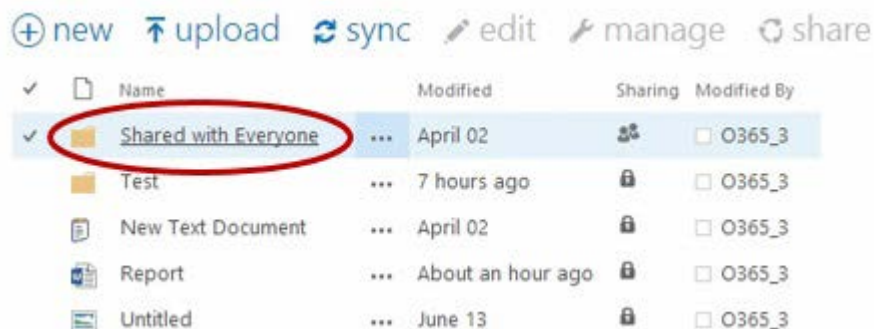 new upload sync edit manage share
Name Modified Sharing Modified By
Shared with Everyone ... April 02 O365_3
Test ... 7 hours ago O365_3
New Text Document ... April 02 O365_3
Report ... About an hour ago O365_3
Untitled ... June 13 O365_3